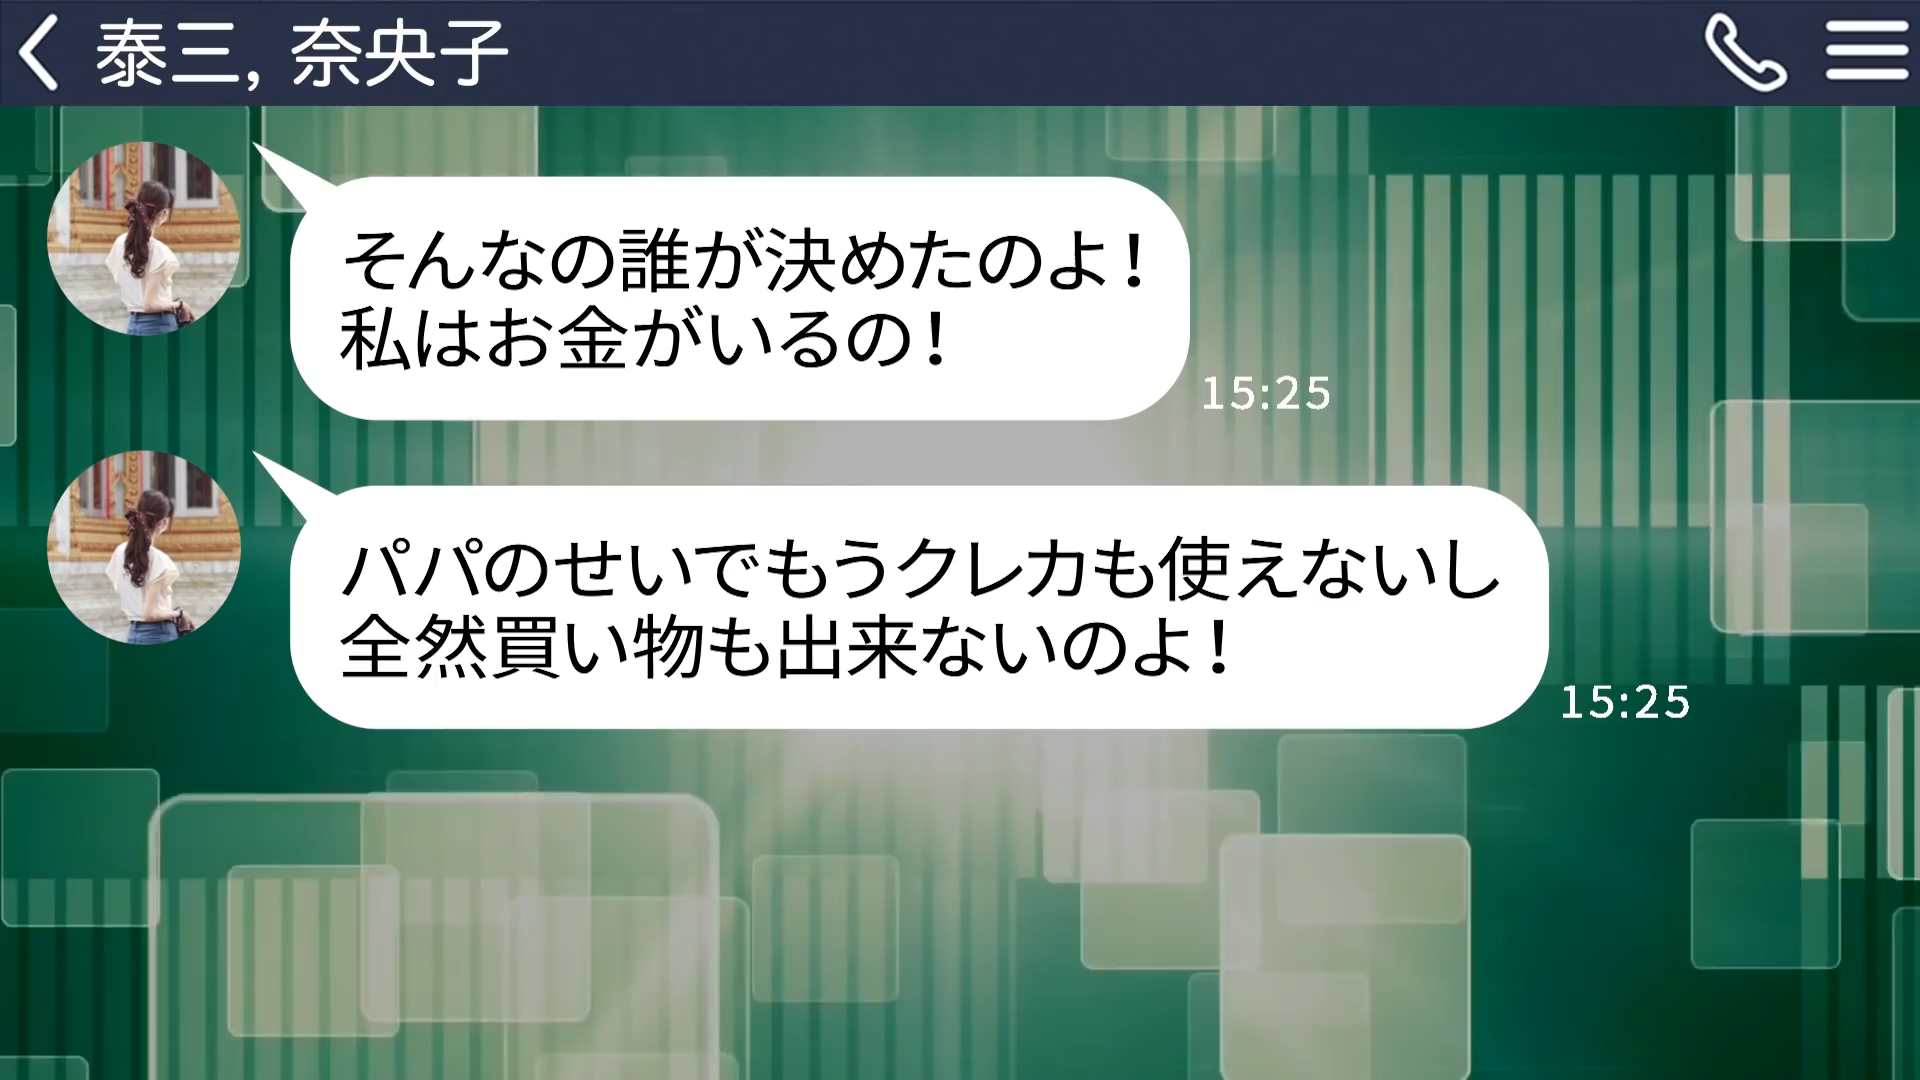 泰三, 奈央子
そんなの誰が決めたのよ！
私はお金がいるの！
15:25
パパのせいでもうクレカも使えないし
全然買い物も出来ないのよ！
15:25